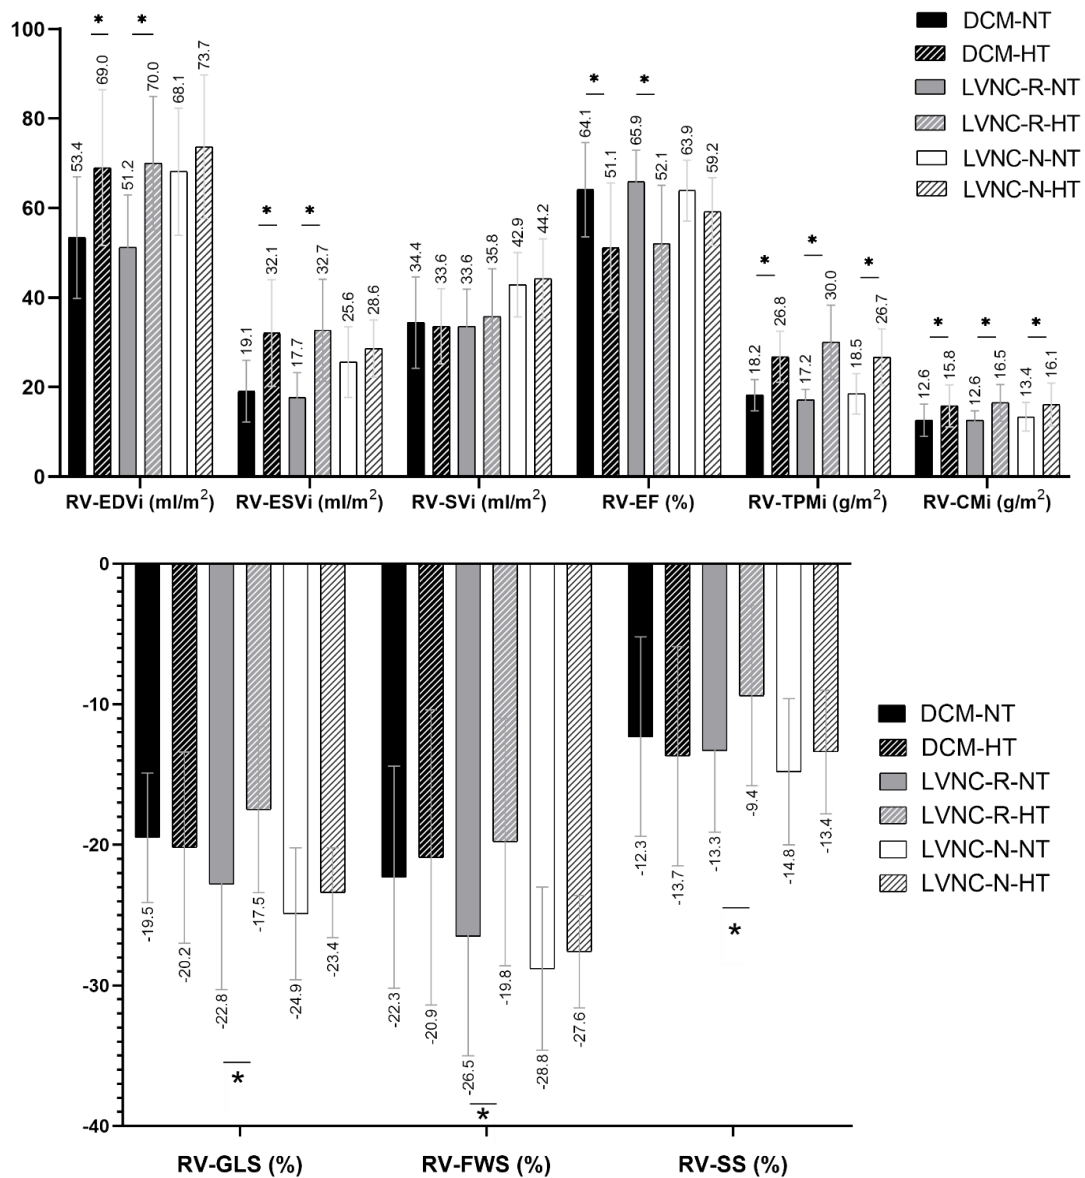 100
80
60
40
20
0
* *
53.4 69.0 51.2 70.0 68.1 73.7
* *
19.1 32.1 17.7 32.7 25.6 28.6
34.4 33.6 33.6 35.8 42.9 44.2
* *
64.1 51.1 65.9 52.1 63.9 59.2
* * *
18.2 26.8 17.2 30.0 18.5 26.7
* * *
12.6 15.8 12.6 16.5 13.4 16.1
RV-EDVi (ml/m²) RV-ESVi (ml/m²) RV-SVi (ml/m²) RV-EF (%) RV-TPMi (g/m²) RV-CMi (g/m²)
DCM-NT
DCM-HT
LVNC-R-NT
LVNC-R-HT
LVNC-N-NT
LVNC-N-HT
0
-10
-20
-30
-40
-19.5 -20.2 -22.8 -17.5 -24.9 -23.4
*
-22.3 -20.9 -26.5 -19.8 -28.8 -27.6
*
-12.3 -13.7 -13.3 -9.4 -14.8 -13.4
*
RV-GLS (%) RV-FWS (%) RV-SS (%)
DCM-NT
DCM-HT
LVNC-R-NT
LVNC-R-HT
LVNC-N-NT
LVNC-N-HT